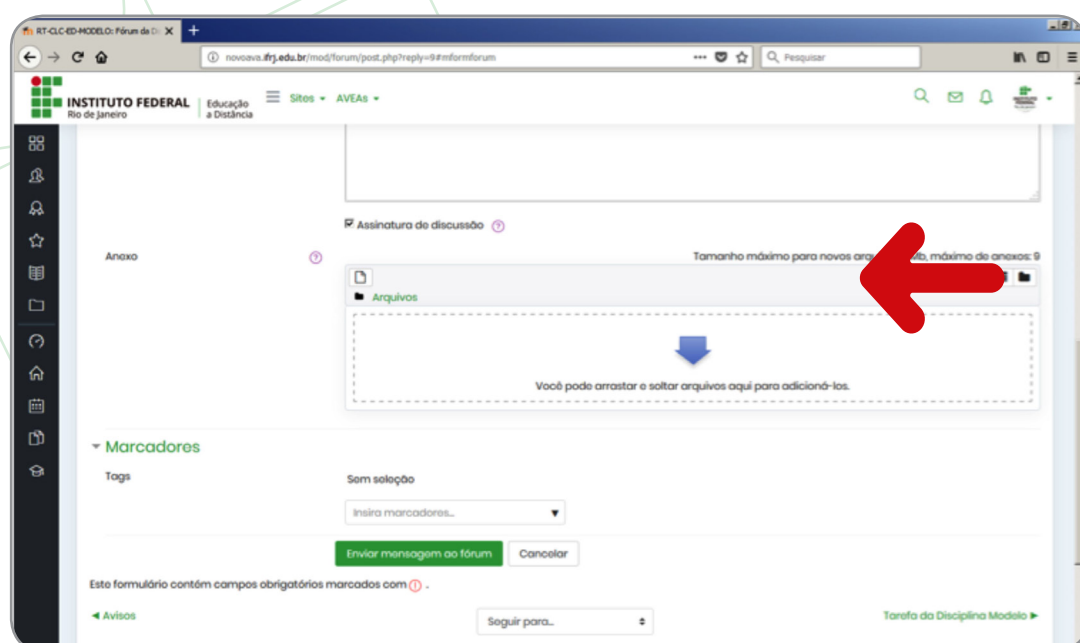 RT-CLC-ED-MODELO: Fórum da Di
novoava.ifrj.edu.br/mod/forum/post.php?reply=9#mformforum
Pesquisar
INSTITUTO FEDERAL
Rio de Janeiro
Educação
a Distância
Sites
AVEAs
Assinatura de discussão
Anexo
Tamanho máximo para novos arqu Mb, máximo de anexos: 9
Arquivos
Você pode arrastar e soltar arquivos aqui para adicioná-los.
Marcadores
Tags
Sem seleção
Insira marcadores...
Enviar mensagem ao fórum
Cancelar
Este formulário contém campos obrigatórios marcados com .
◄ Avisos
Seguir para...
Tarefa da Disciplina Modelo ►